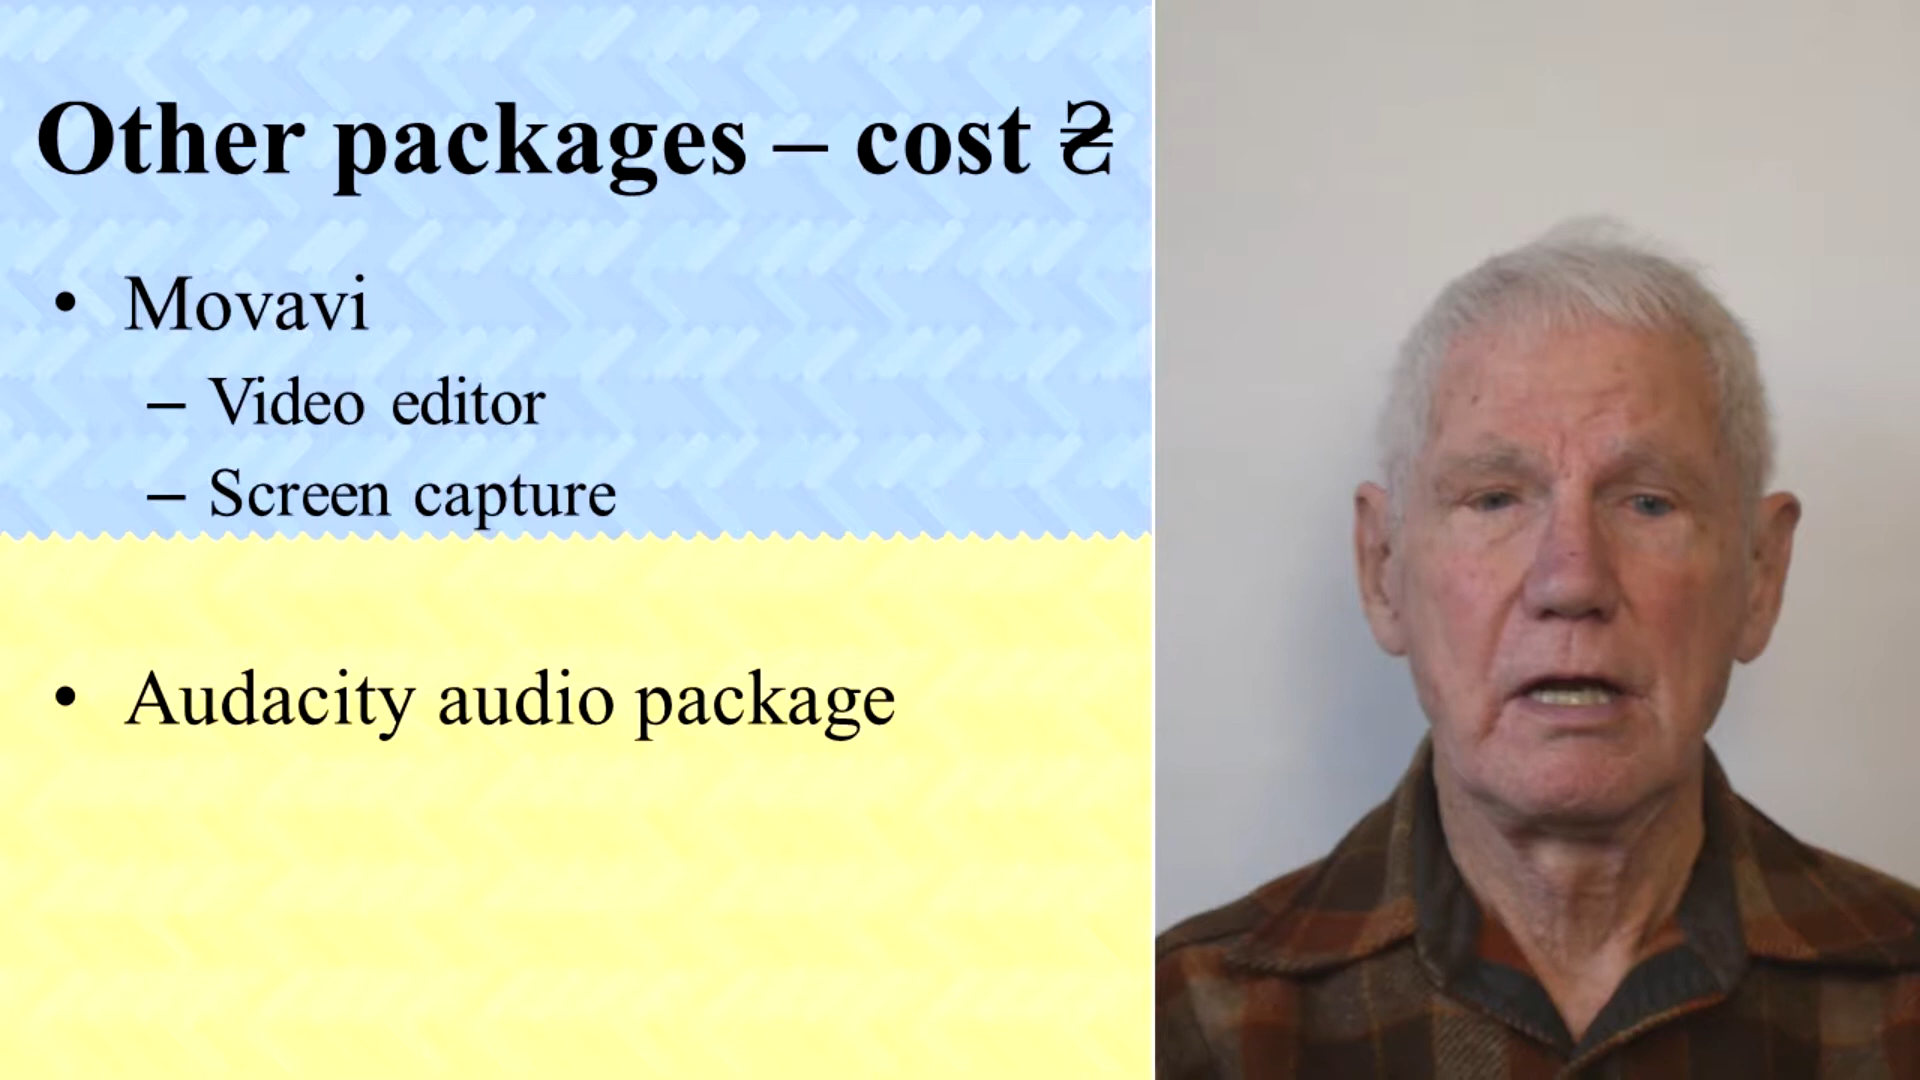 Other packages – cost ₴
• Movavi
– Video editor
– Screen capture
• Audacity audio package